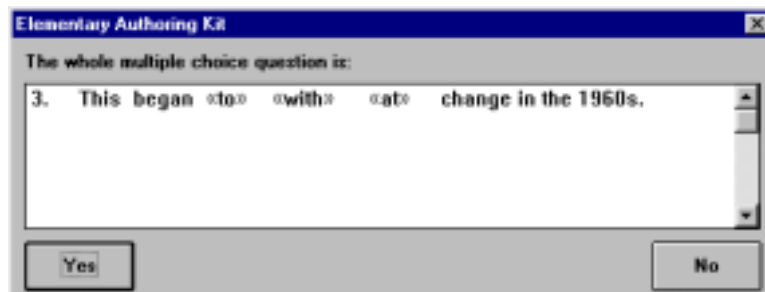 Elementary Authoring Kit
The whole multiple choice question is:
3. This began «to» «with» «at» change in the 1960s.
Yes No